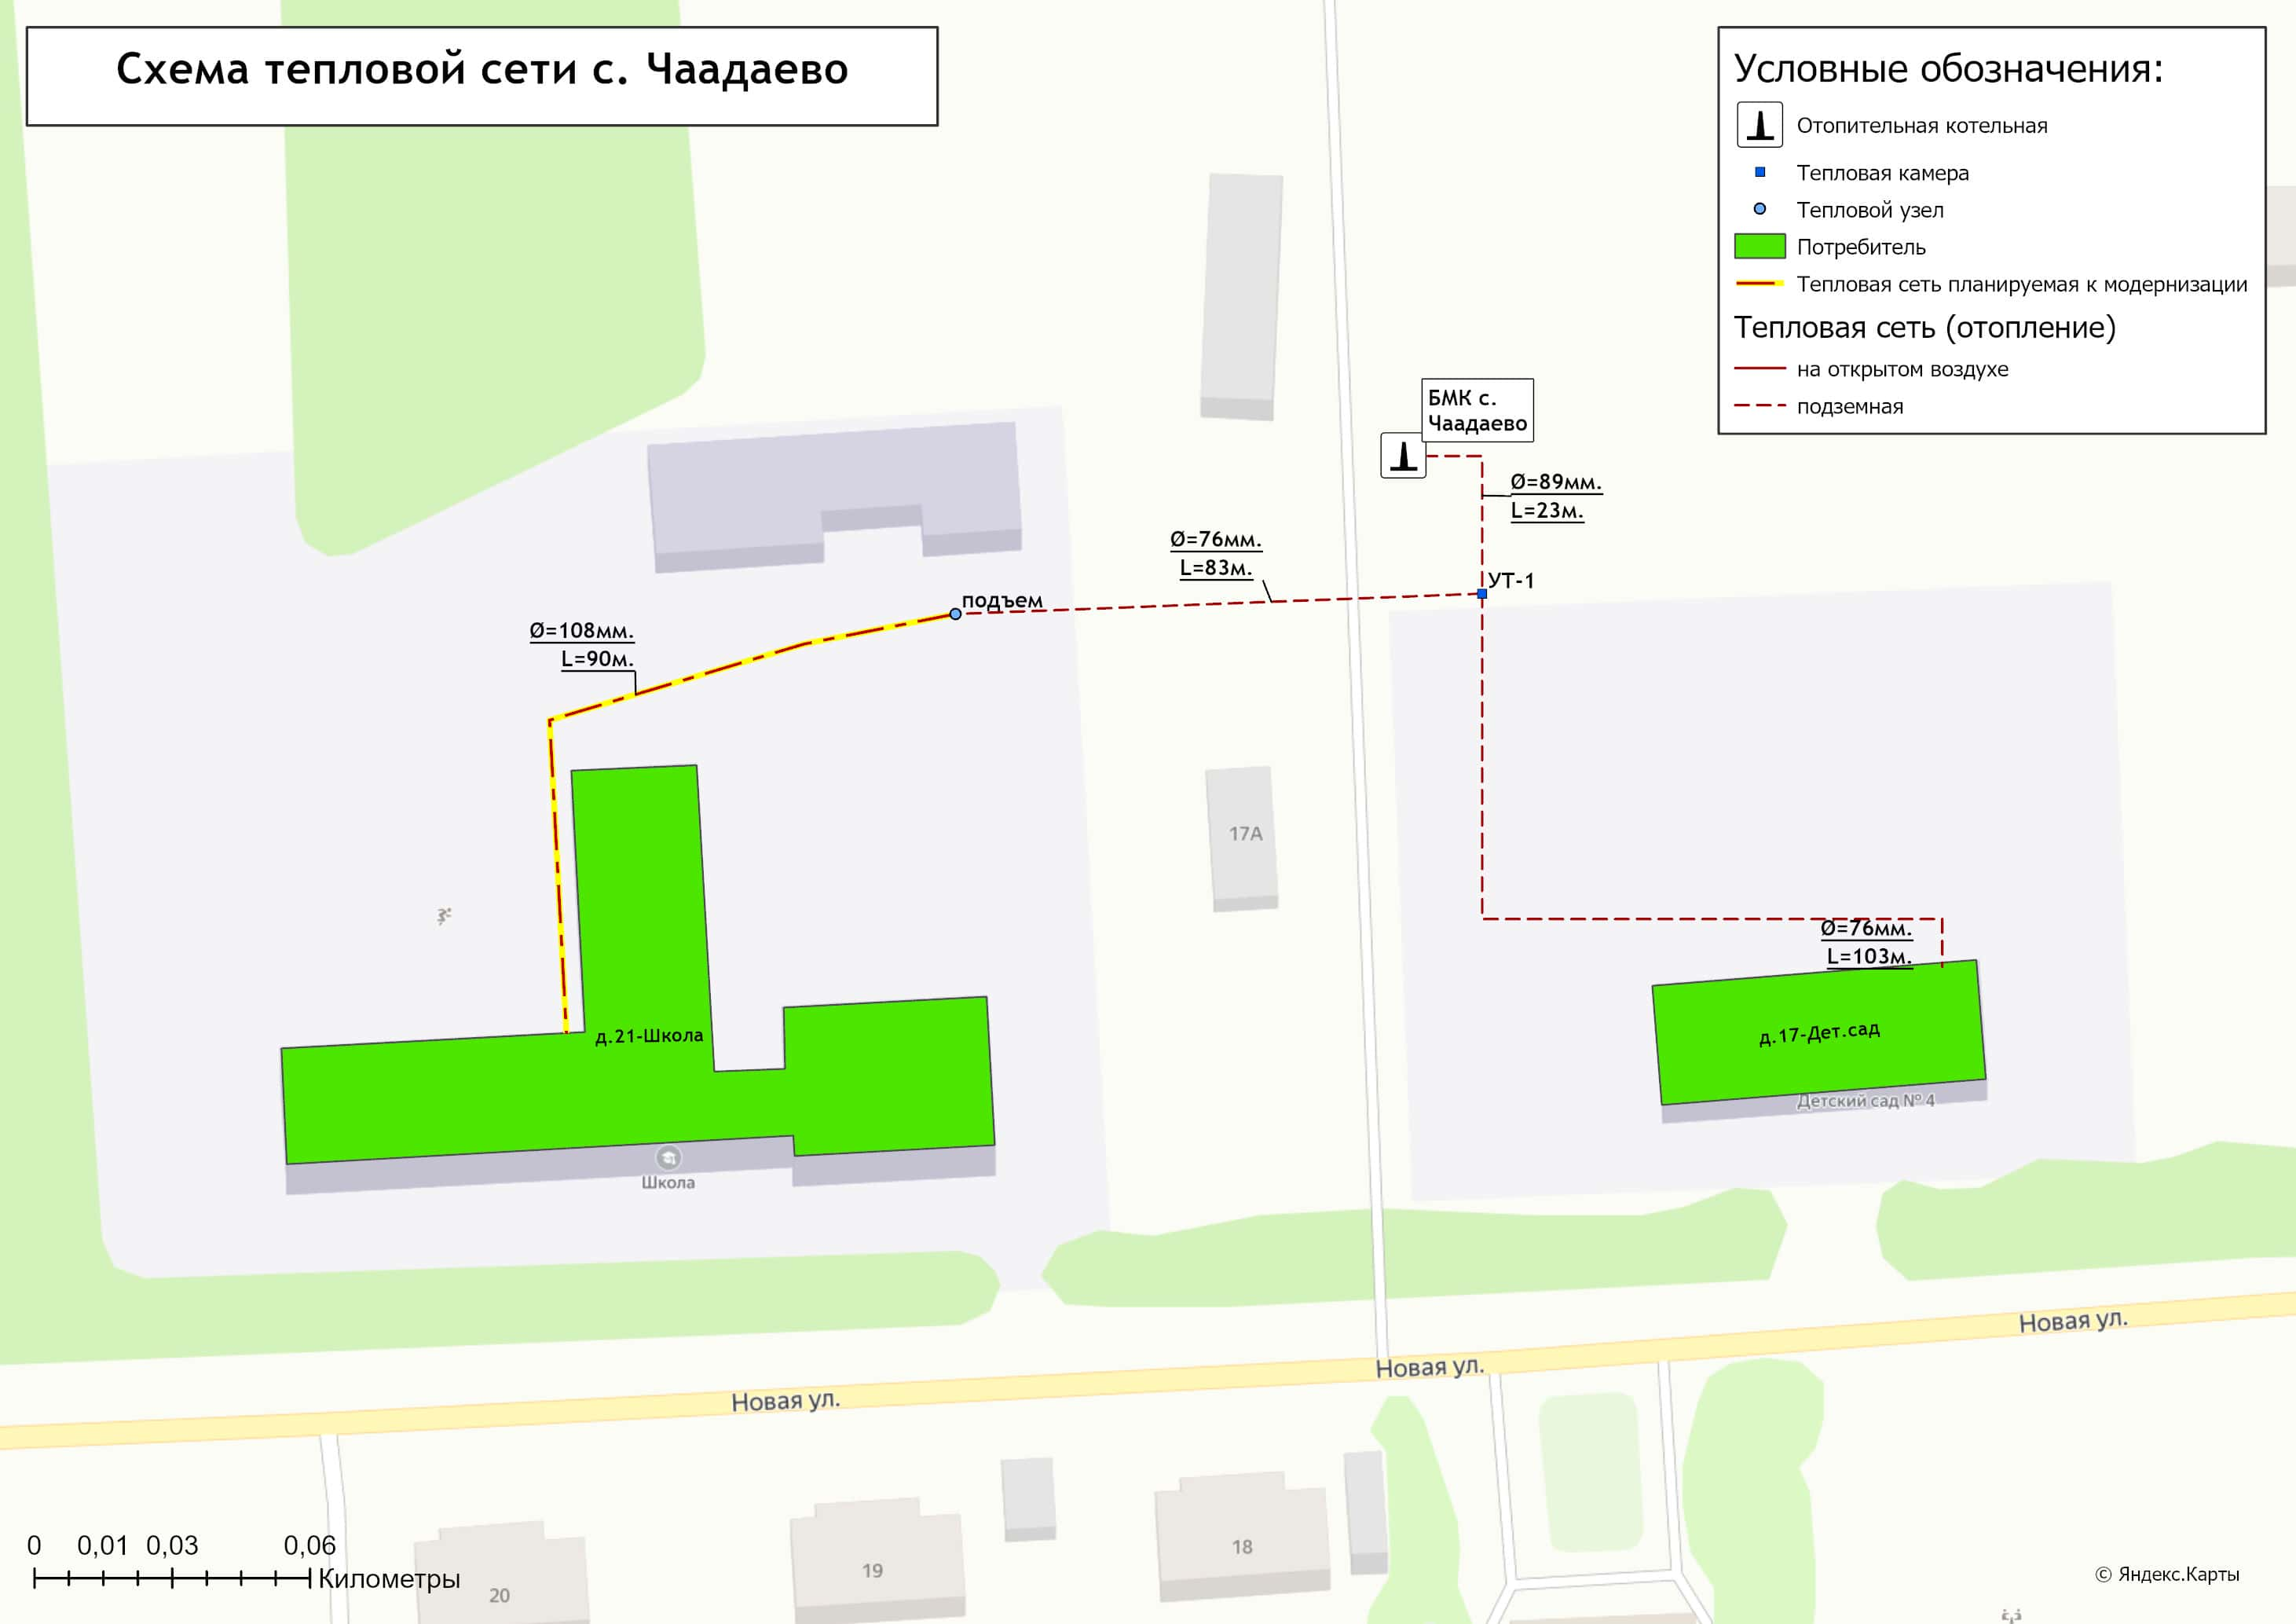 Схема тепловой сети с. Чаадаево
Условные обозначения:
Отопительная котельная
Тепловая камера
Тепловой узел
Потребитель
Тепловая сеть планируемая к модернизации
Тепловая сеть (отопление)
на открытом воздухе
подземная
БМК с.
Чаадаево
Ø=89мм.
L=23м.
Ø=76мм.
L=83м.
УТ-1
подъем
Ø=108мм.
L=90м.
17А
Ø=76мм.
L=103м.
д.21-Школа
д.17-Дет.сад
Детский сад № 4
Школа
Новая ул.
Новая ул.
Новая ул.
18
19
20
0 0,01 0,03 0,06
Километры
© Яндекс.Карты